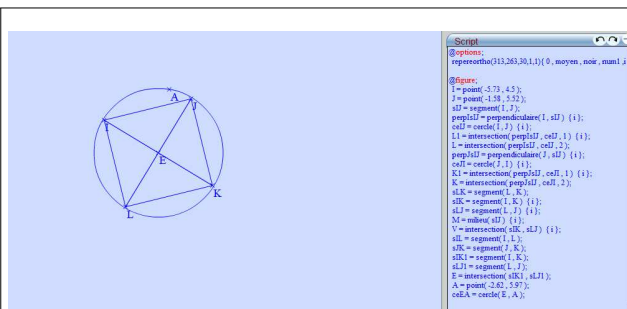 Script
@options;
repereortho(313,263,30,1,1){ 0 , moyen , noir , num1 ,i
@figure;
I = point( -5.73 , 4.5 );
J = point( -1.58 , 5.52 );
sIJ = segment( I , J );
perpIsIJ = perpendiculaire( I , sIJ ) { i };
ceIJ = cercle( I , J ) { i };
L1 = intersection( perpIsIJ , ceIJ , 1 ) { i };
L = intersection( perpIsIJ , ceIJ , 2 );
perpJsIJ = perpendiculaire( J , sIJ ) { i };
ceJI = cercle( J , I ) { i };
K1 = intersection( perpJsIJ , ceJI , 1 ) { i };
K = intersection( perpJsIJ , ceJI , 2 );
sLK = segment( L , K );
sIK = segment( I , K ) { i };
sLJ = segment( L , J ) { i };
M = milieu( sIJ ) { i };
V = intersection( sIK , sLJ ) { i };
sIL = segment( I , L );
sJK = segment( J , K );
sIK1 = segment( I , K );
sLJ1 = segment( L , J );
E = intersection( sIK1 , sLJ1 );
A = point( -2.62 , 5.97 );
ceEA = cercle( E , A );
A
J
I
E
K
L